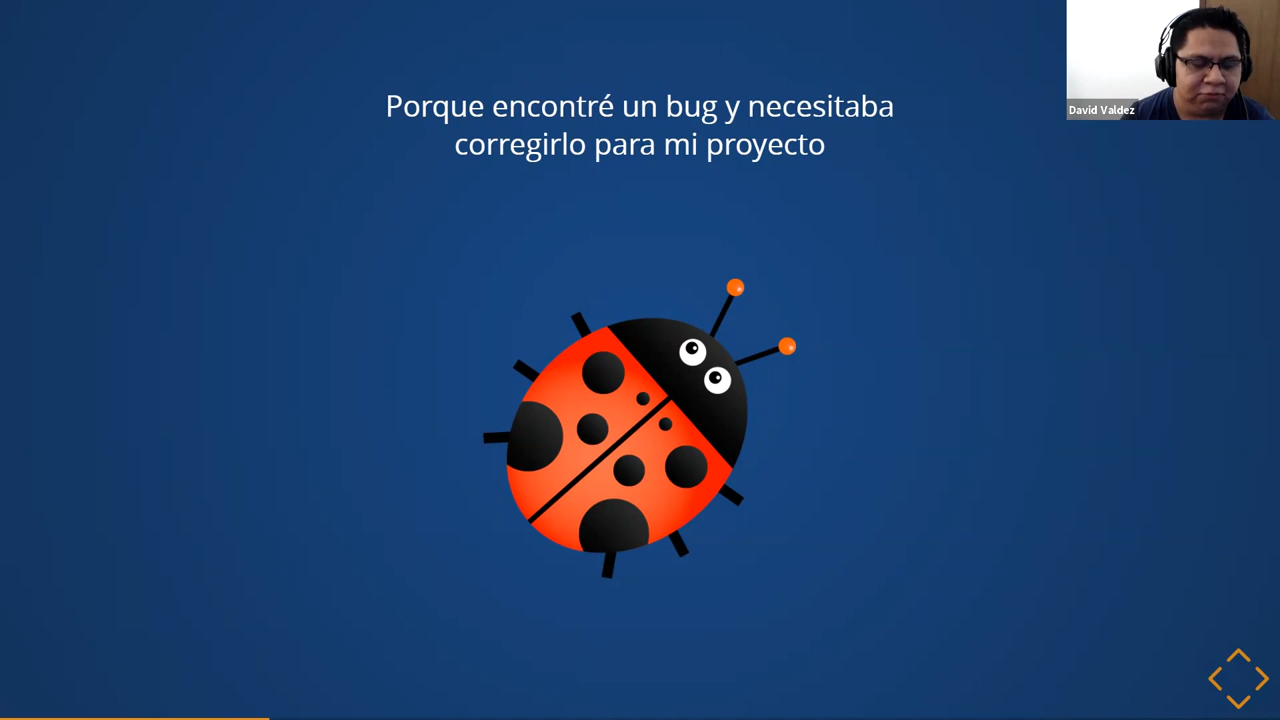 Porque encontré un bug y necesitaba
corregirlo para mi proyecto
David Valdez